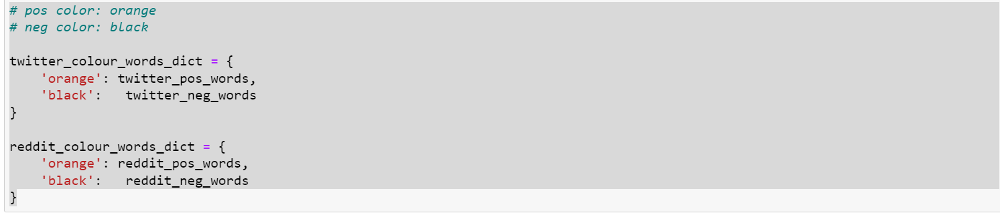 # pos color: orange
# neg color: black
twitter_colour_words_dict = {
    'orange': twitter_pos_words,
    'black':   twitter_neg_words
}
reddit_colour_words_dict = {
    'orange': reddit_pos_words,
    'black':   reddit_neg_words
}